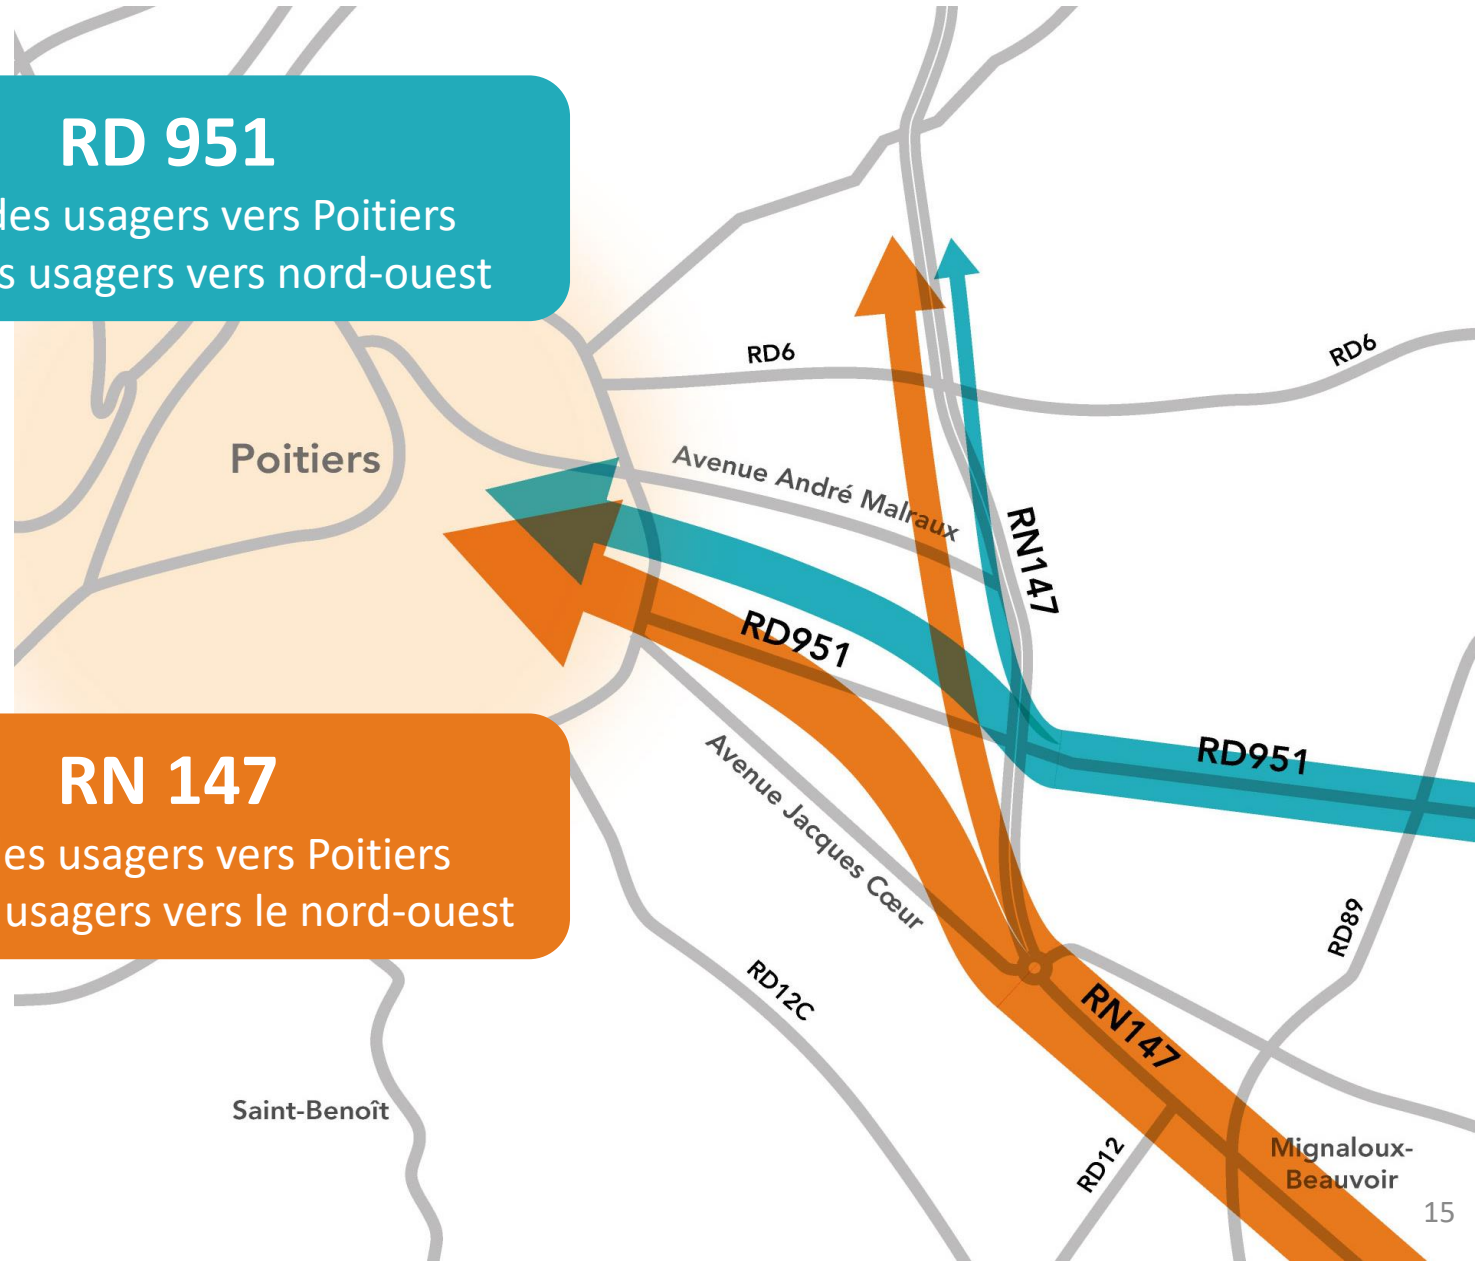 RD 951
des usagers vers Poitiers
s usagers vers nord-ouest
RD6
RD6
Poitiers
Avenue André Malraux
RN147
RD951
RD951
RN 147
es usagers vers Poitiers
usagers vers le nord-ouest
Avenue Jacques Cœur
RD89
RD12C
RN147
Saint-Benoît
RD12
Mignaloux-
Beauvoir
15